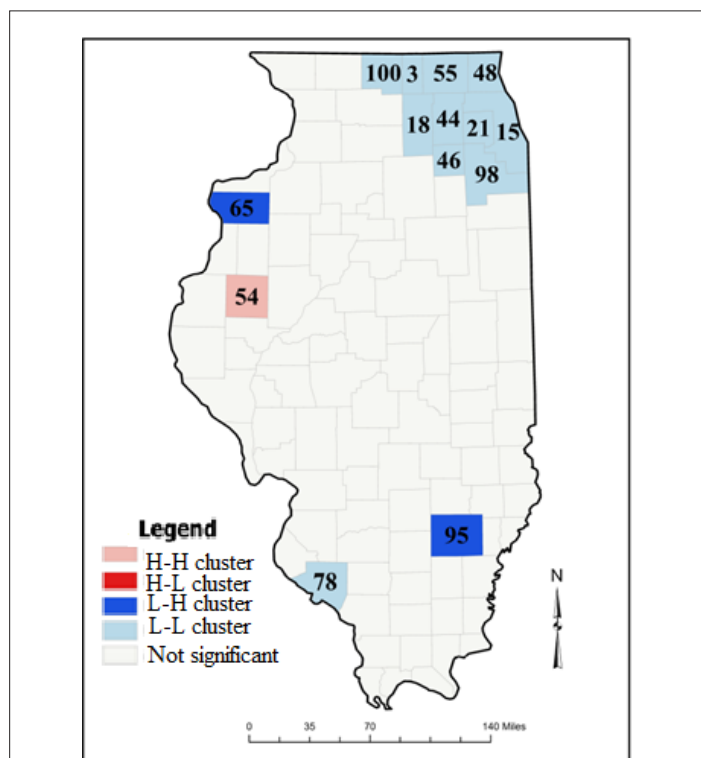 100 3 55 48
18 44 21 15
46 98
65
54
95
78
Legend
H-H cluster
H-L cluster
L-H cluster
L-L cluster
Not significant
N
0 35 70 140 Miles